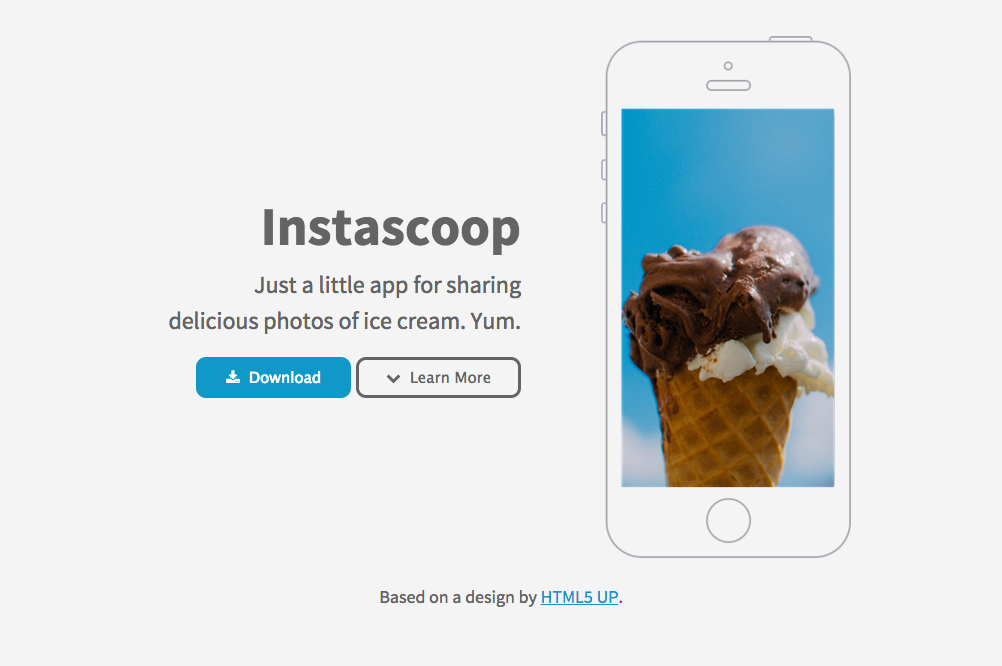 Instascoop
Just a little app for sharing
delicious photos of ice cream. Yum.
Download
Learn More
Based on a design by HTML5 UP.